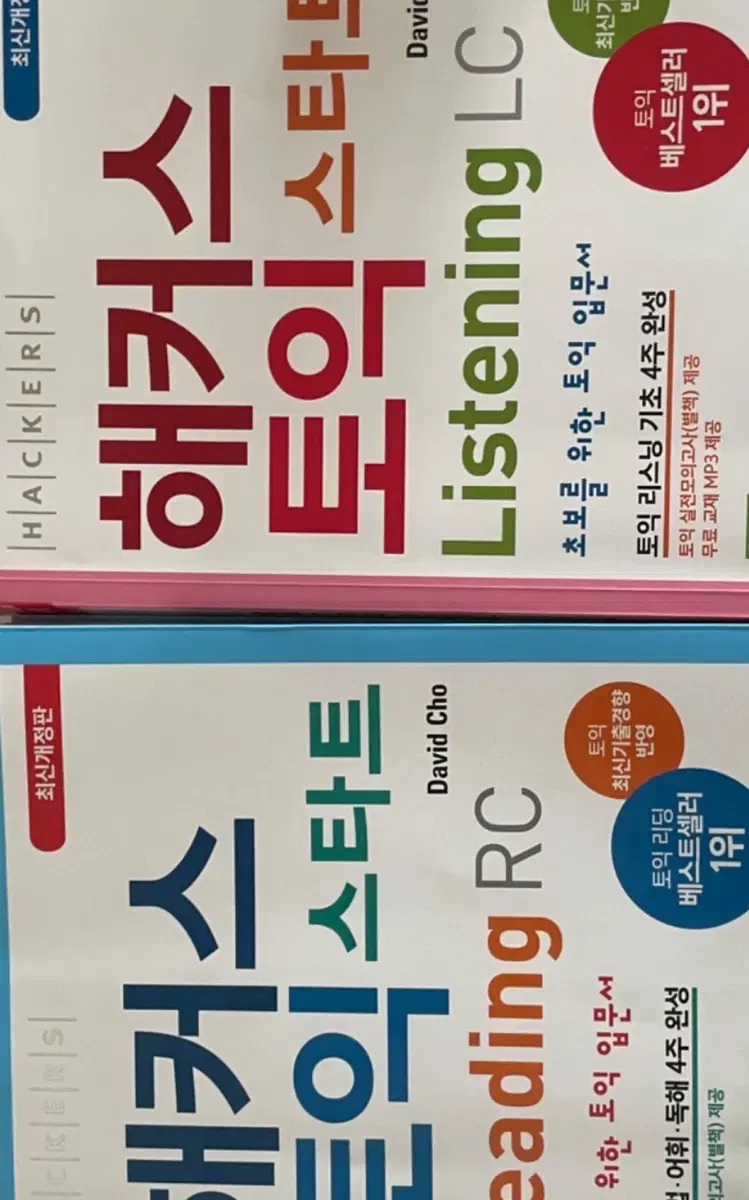 최신개정
HACKERS
해커스
토익 스타트
David
Listening LC
초보를 위한 토익 입문서
토익 리스닝 기초 4주 완성
토익 실전모의고사(별책) 제공
무료 교재 MP3 제공
토익
베스트셀러
1위
최신개정판
CKERS
해커스
토익 스타트
David Cho
eading RC
위한 토익 입문서
어휘·독해 4주 완성
고사(별책) 제공
토익
최신기출경향
반영
토익 리딩
베스트셀러
1위